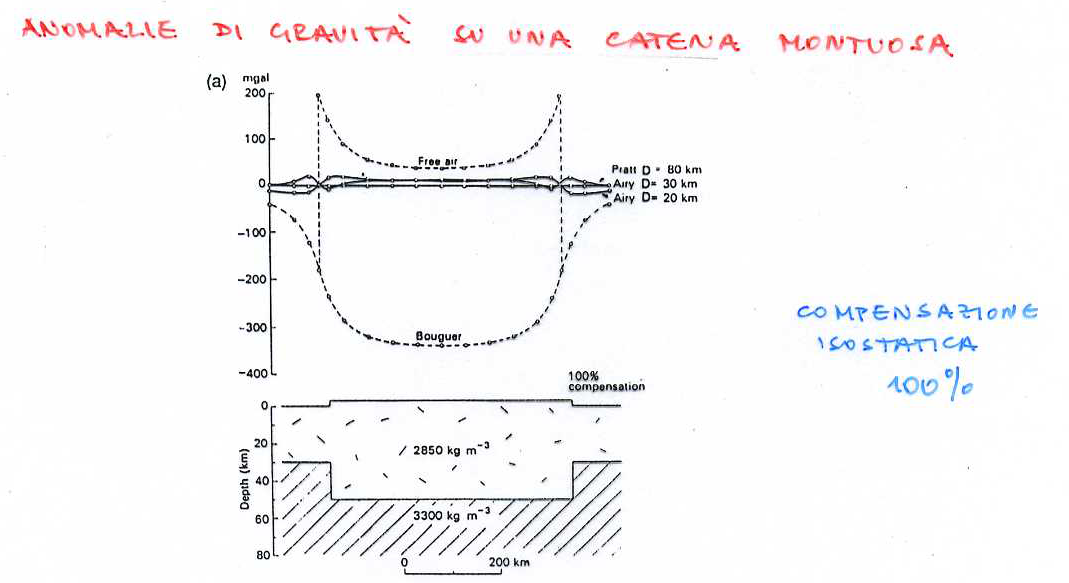 ANOMALIE DI GRAVITÀ SU UNA CATENA MONTUOSA
(a)
mgal
200
100
Free air
Pratt D = 80 km
0
Airy D= 30 km
Airy D= 20 km
-100
-200
-300
Bouguer
-400
COMPENSAZIONE
ISOSTATICA
100%
100%
compensation
0
20
2850 kg m⁻³
Depth (km)
40
3300 kg m⁻³
60
80
0 200 km